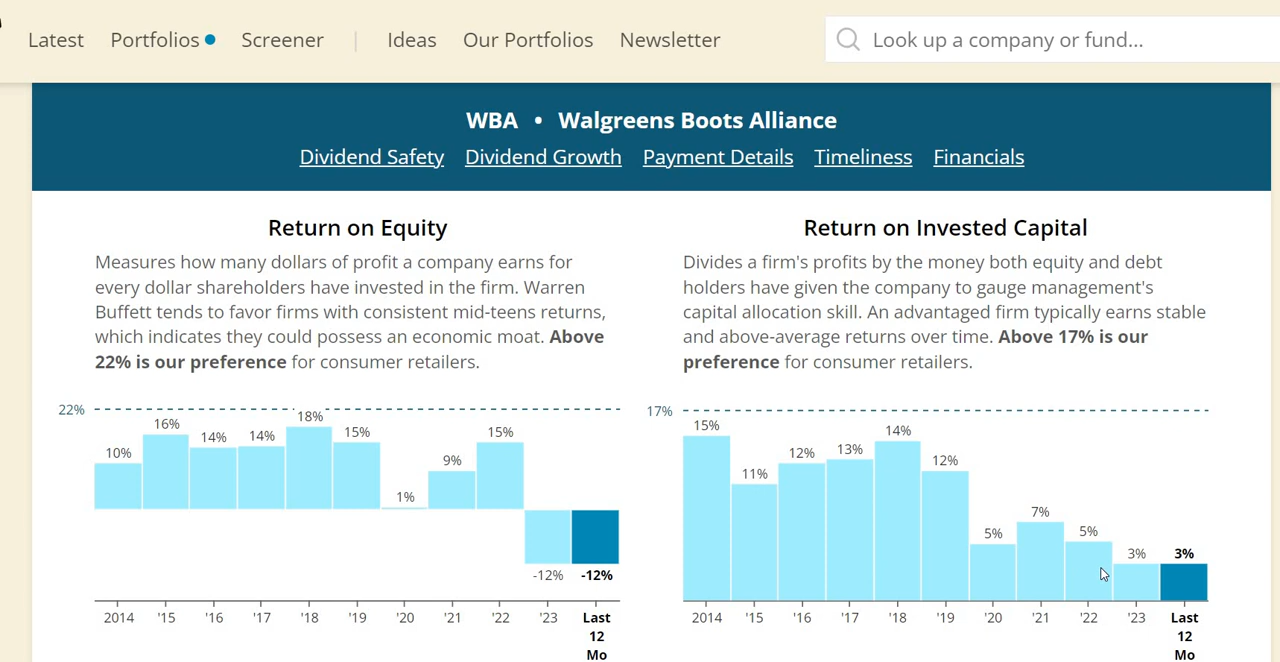 Latest Portfolios Screener | Ideas Our Portfolios Newsletter Look up a company or fund...
WBA • Walgreens Boots Alliance
Dividend Safety Dividend Growth Payment Details Timeliness Financials
Return on Equity
Measures how many dollars of profit a company earns for
every dollar shareholders have invested in the firm. Warren
Buffett tends to favor firms with consistent mid-teens returns,
which indicates they could possess an economic moat. Above
22% is our preference for consumer retailers.
22%
10% 16% 14% 14% 18% 15% 1% 9% 15% -12% -12%
2014 '15 '16 '17 '18 '19 '20 '21 '22 '23 Last
12
Mo
Return on Invested Capital
Divides a firm's profits by the money both equity and debt
holders have given the company to gauge management's
capital allocation skill. An advantaged firm typically earns stable
and above-average returns over time. Above 17% is our
preference for consumer retailers.
17%
15% 11% 12% 13% 14% 12% 5% 7% 5% 3% 3%
2014 '15 '16 '17 '18 '19 '20 '21 '22 '23 Last
12
Mo